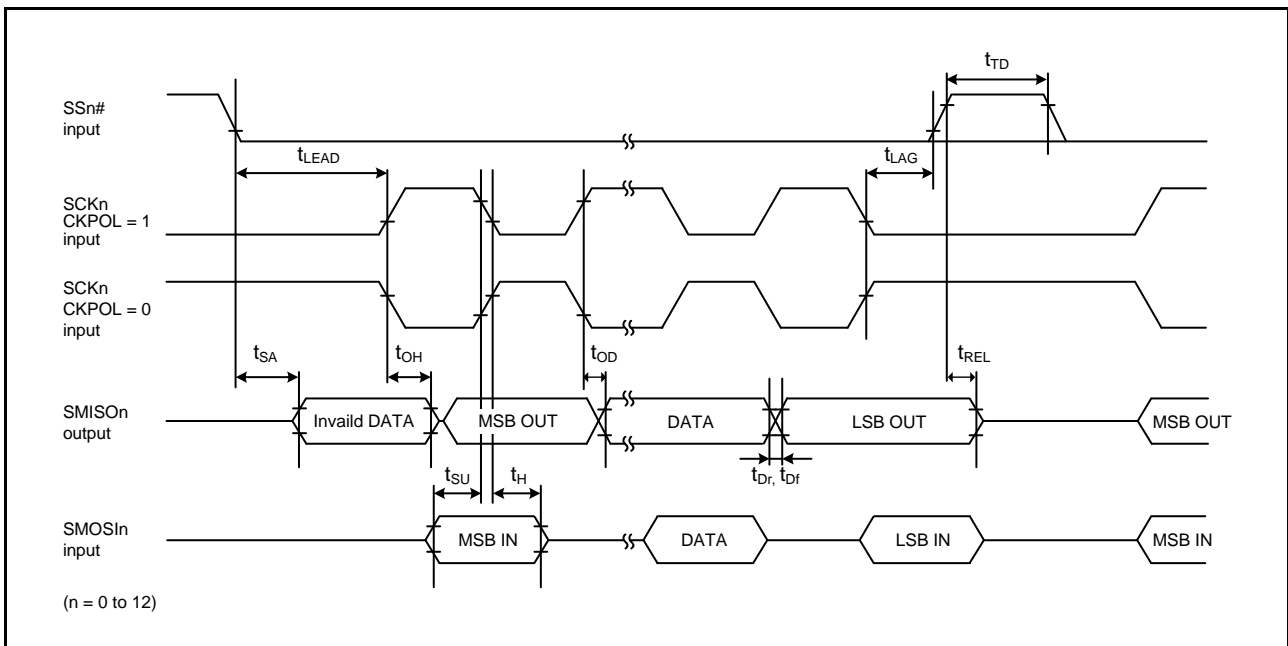 tTD
SSn#
input
tLEAD
tLAG
SCKn
CKPOL = 1
input
SCKn
CKPOL = 0
input
tSA
tOH
tOD
tREL
SMISOn
output
Invaild DATA
MSB OUT
DATA
LSB OUT
MSB OUT
tSU
tH
tDr, tDf
SMOSIn
input
MSB IN
DATA
LSB IN
MSB IN
(n = 0 to 12)